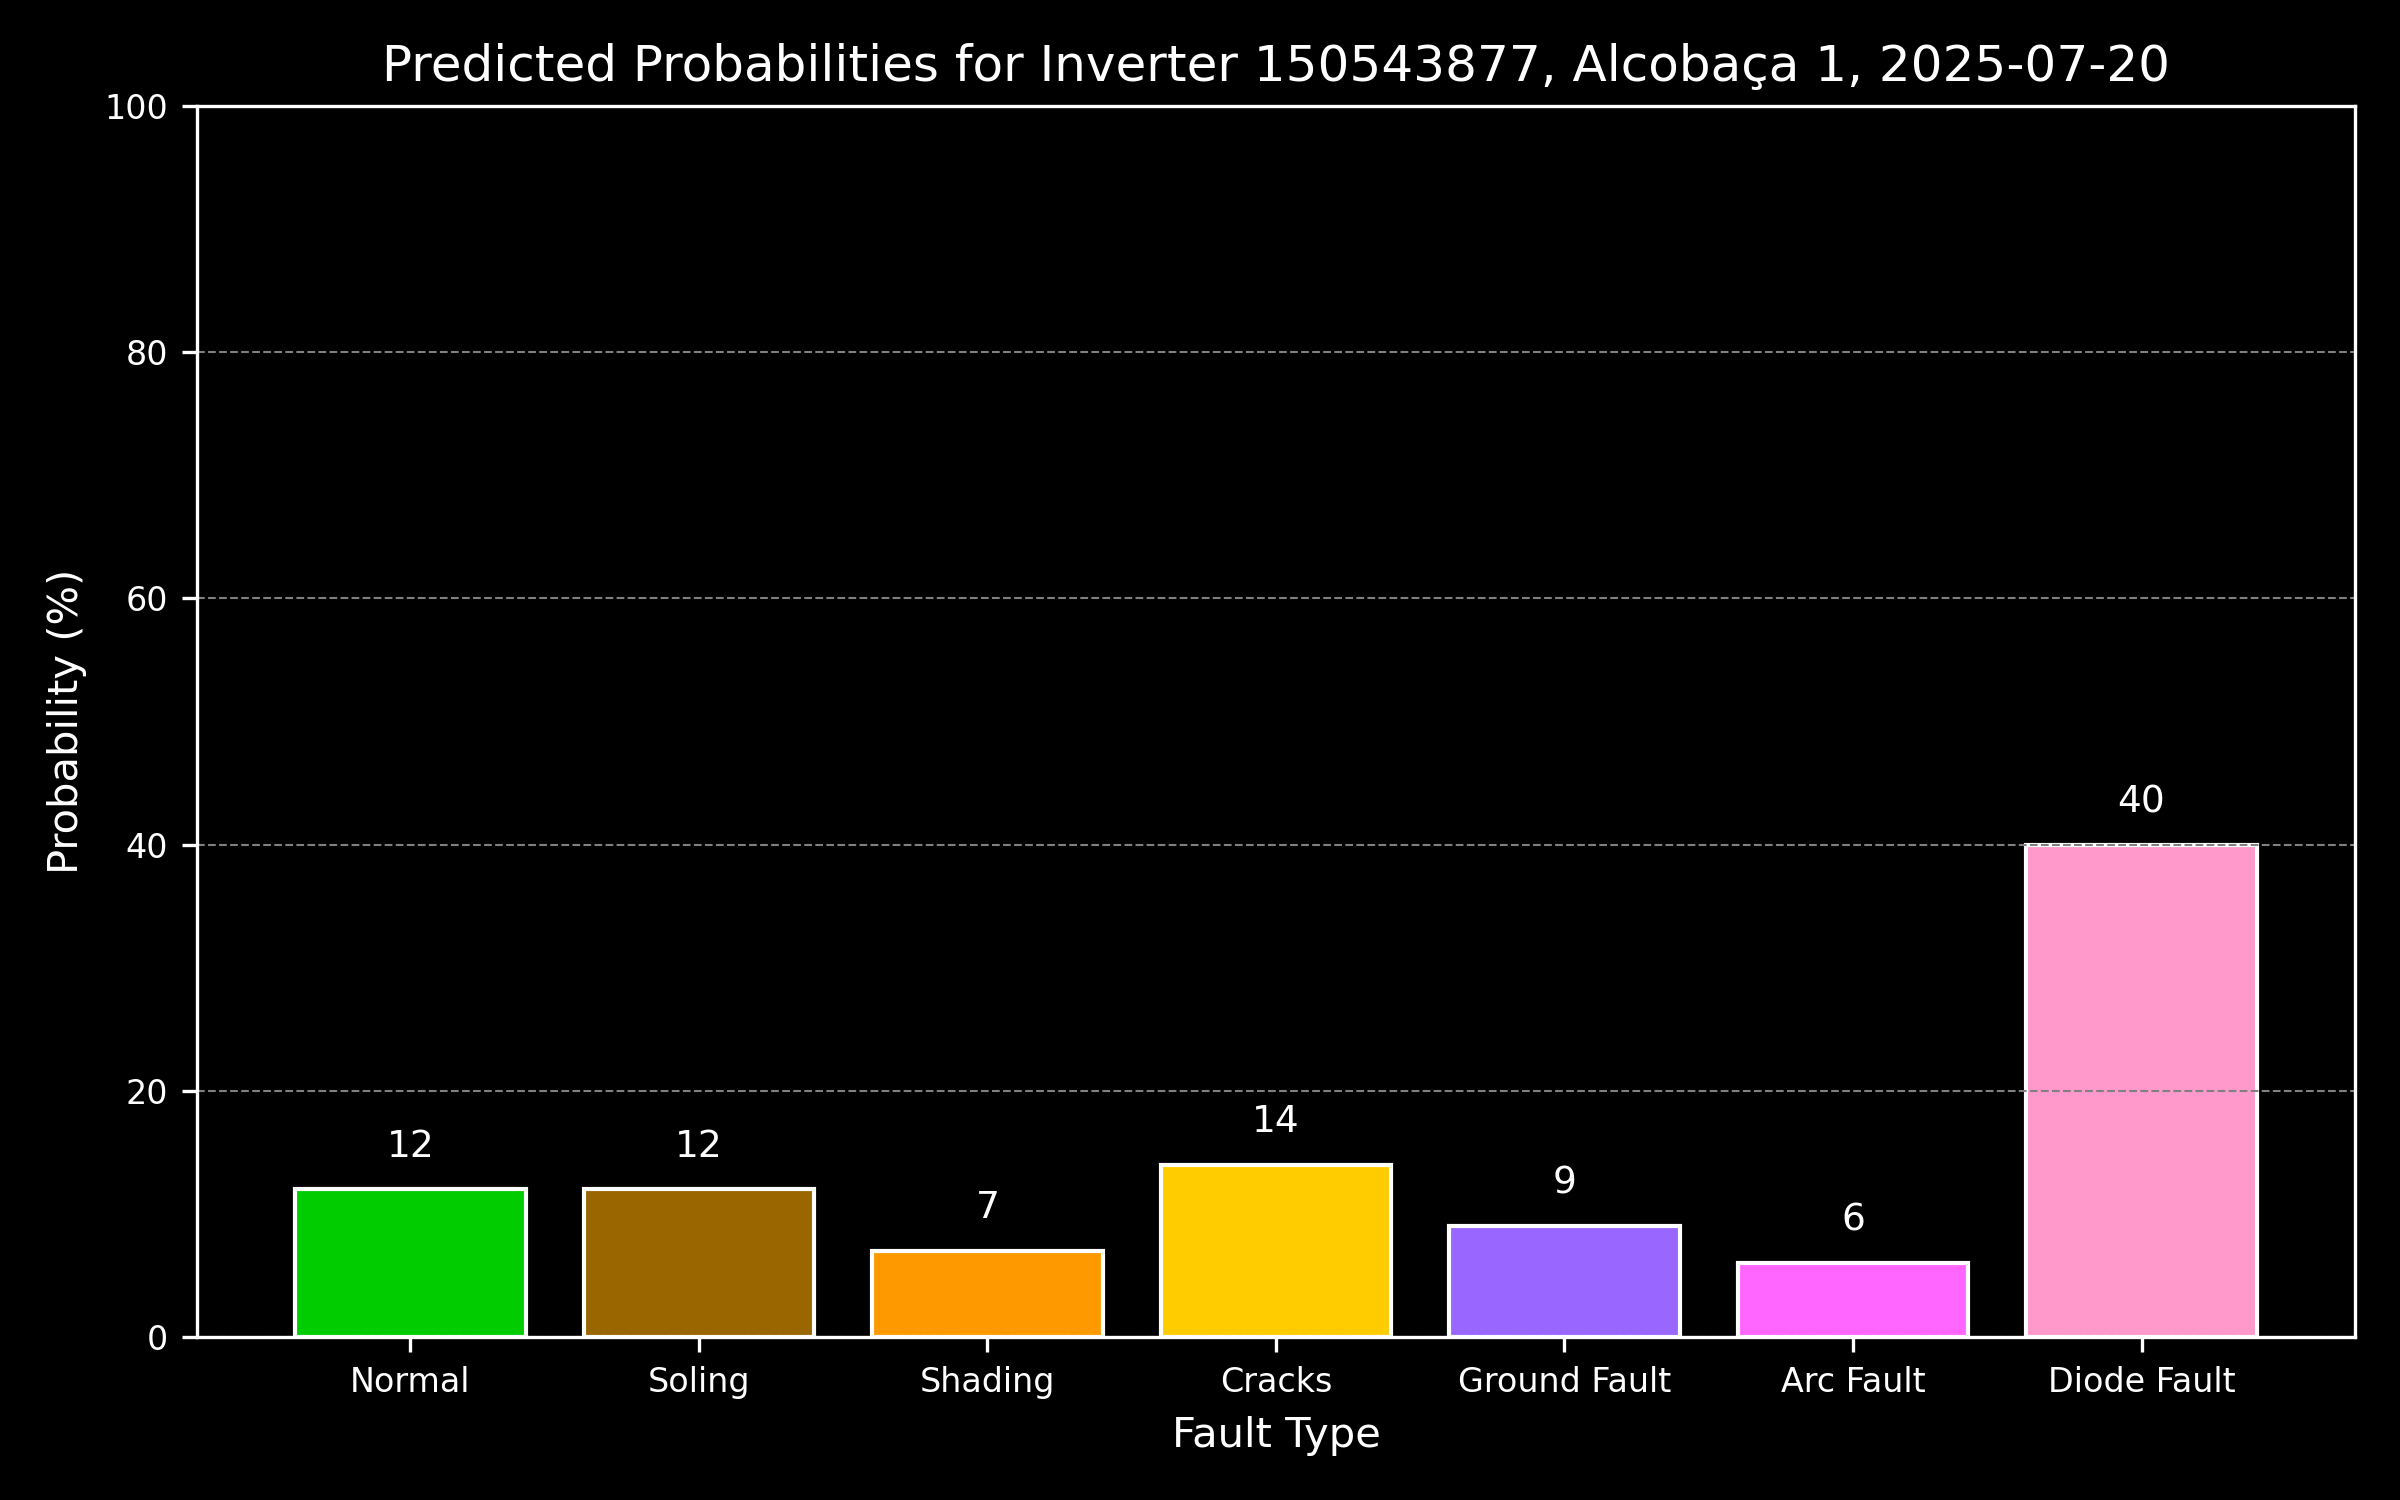 Predicted Probabilities for Inverter 150543877, Alcobaça 1, 2025-07-20
100
80
60
40
20
0
Probability (%)
12
12
7
14
9
6
40
Normal
Soling
Shading
Cracks
Ground Fault
Arc Fault
Diode Fault
Fault Type